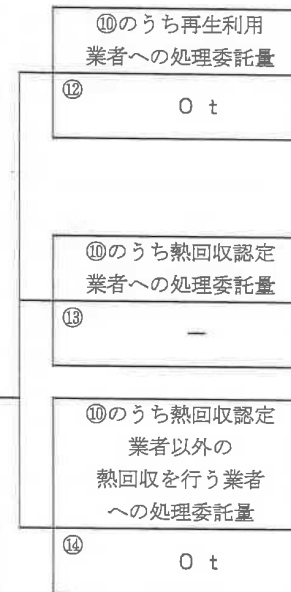 ⑩のうち再生利用
業者への処理委託量
⑫
0 t
⑩のうち熱回収認定
業者への処理委託量
⑬
―
⑩のうち熱回収認定
業者以外の
熱回収を行う業者
への処理委託量
⑭
0 t